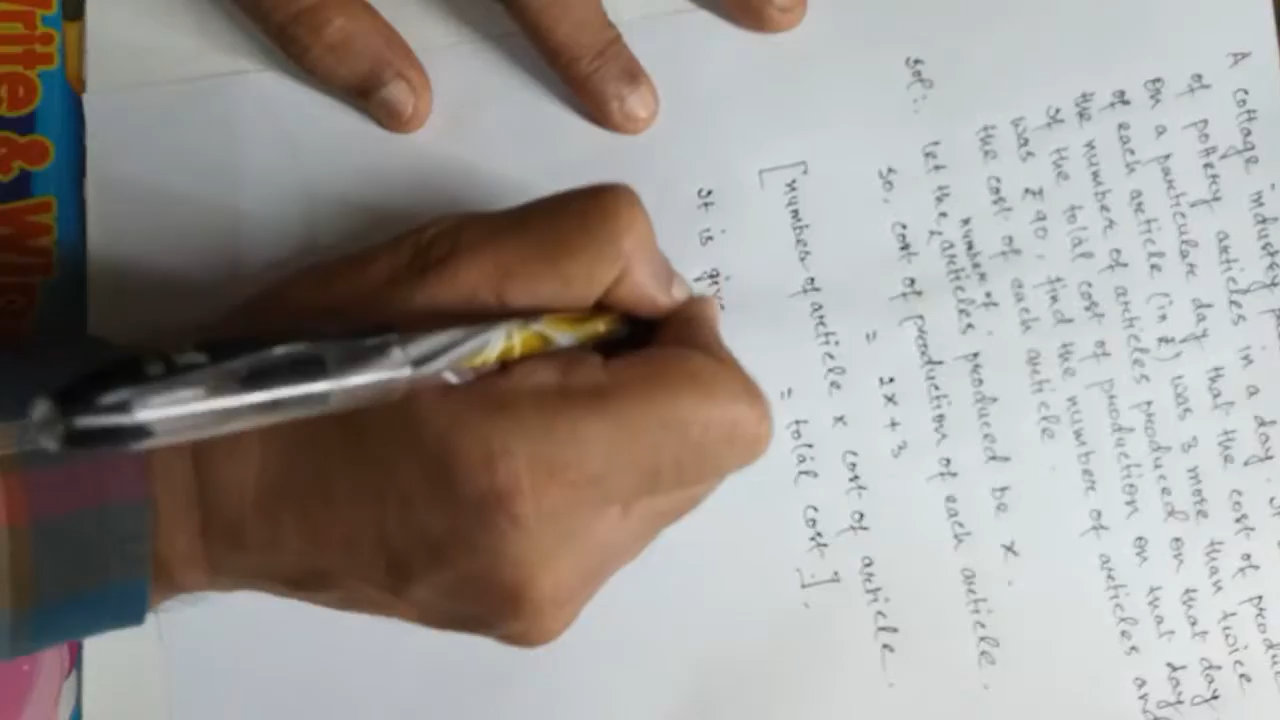 A cottage industry
of pottery articles in a day.
on a particular day that the cost of
of each article (in ₹) was 3 more than twice
the number of articles produced on that day
If the total cost of production on that day
was ₹ 90, find the number of articles and
the cost of each article.
Sol:. let the number of articles produced be x.
So, cost of production of each article.
= 2x + 3
[number of article x cost of article.
= total cost].
It is
Write &